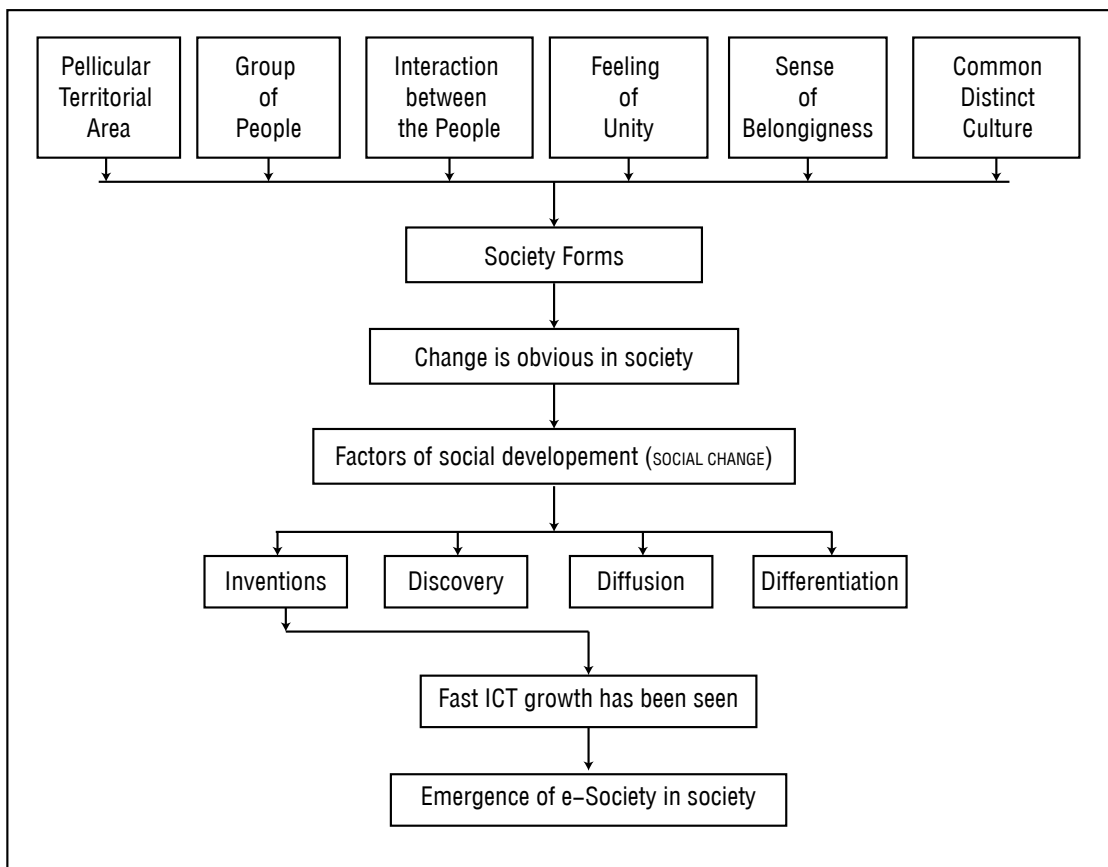 Pellicular
Territorial
Area
Group
of
People
Interaction
between
the People
Feeling
of
Unity
Sense
of
Belongigness
Common
Distinct
Culture
Society Forms
Change is obvious in society
Factors of social developement (SOCIAL CHANGE)
Inventions
Discovery
Diffusion
Differentiation
Fast ICT growth has been seen
Emergence of e–Society in society